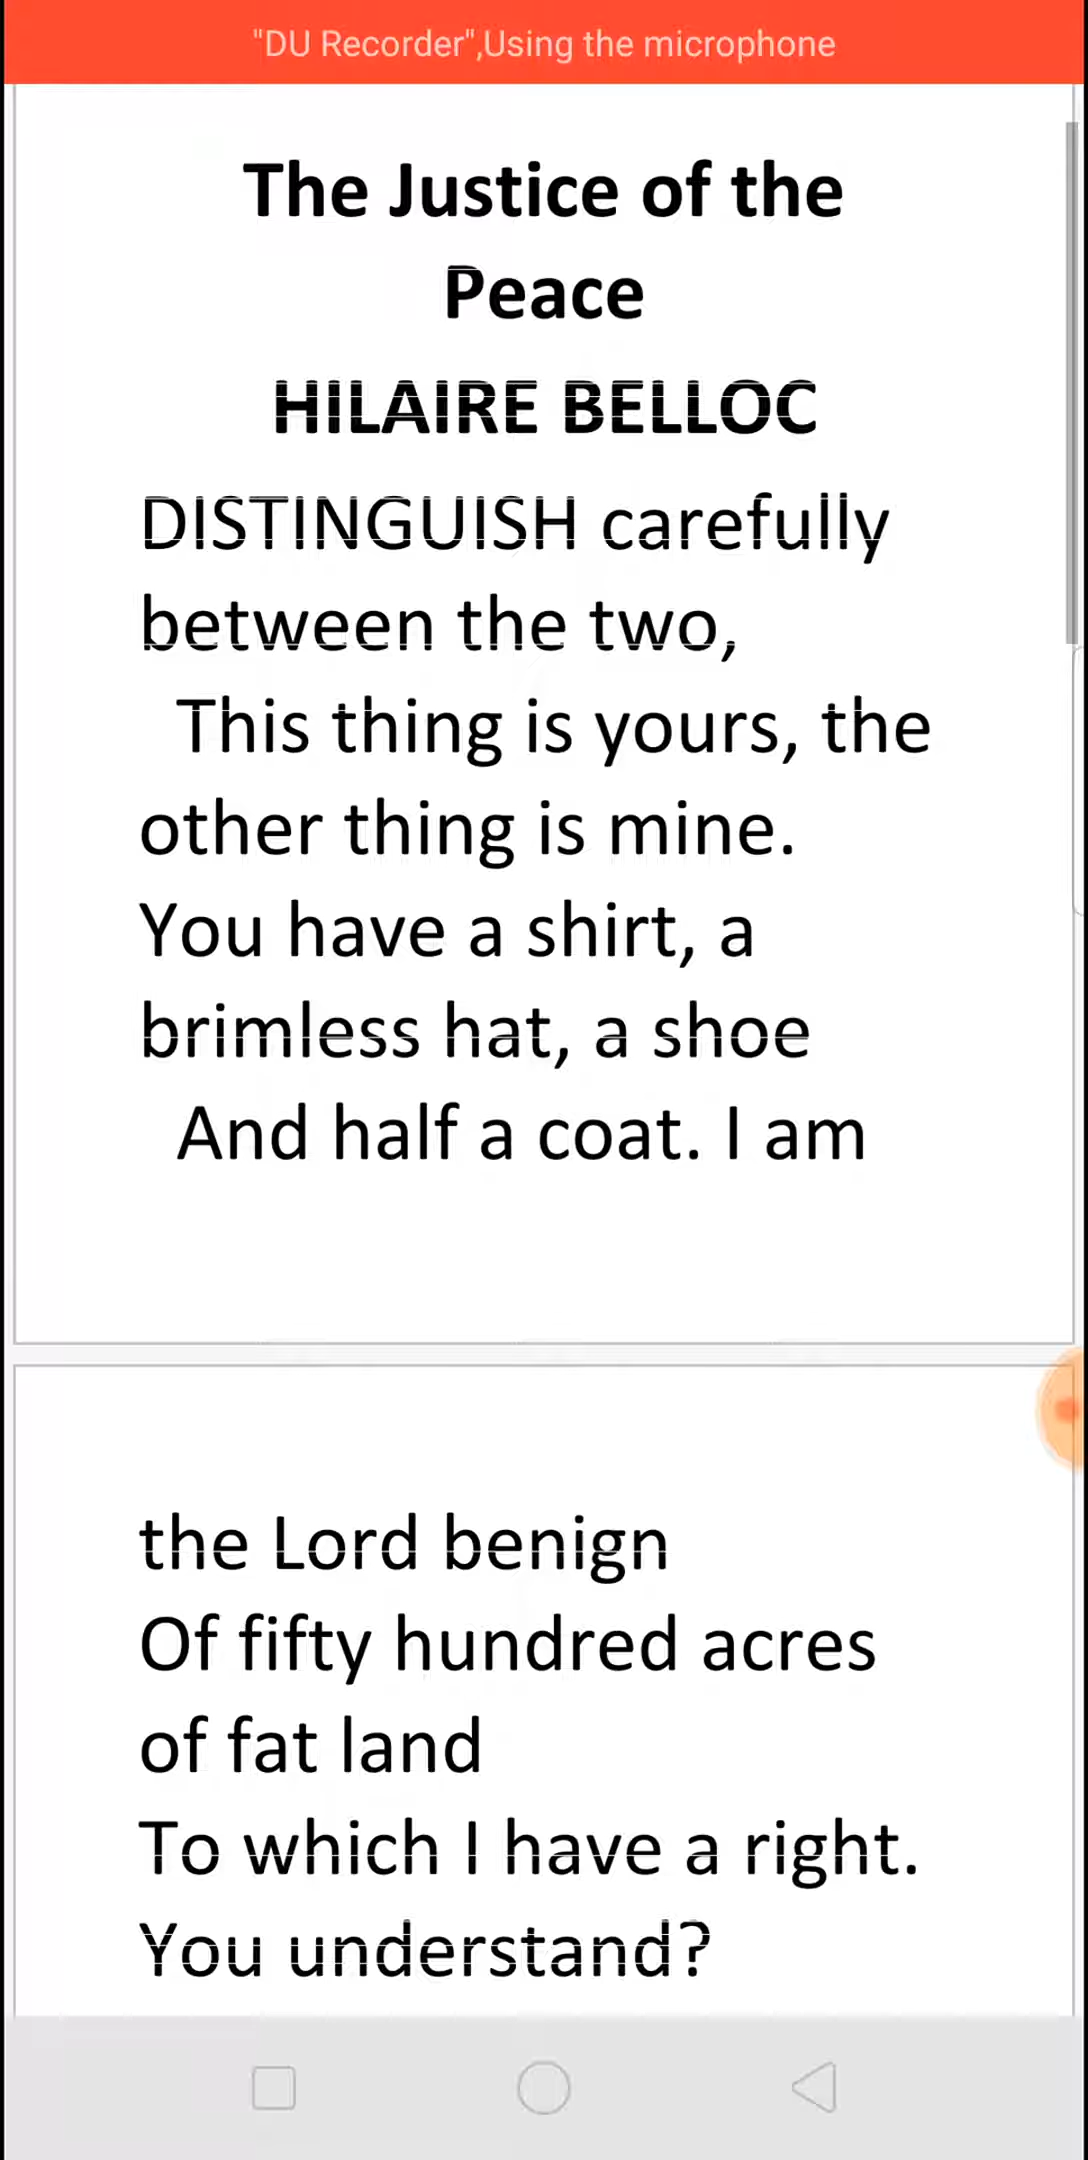 "DU Recorder",Using the microphone
The Justice of the
Peace
HILAIRE BELLOC
DISTINGUISH carefully
between the two,
This thing is yours, the
other thing is mine.
You have a shirt, a
brimless hat, a shoe
And half a coat. I am
the Lord benign
Of fifty hundred acres
of fat land
To which I have a right.
You understand?